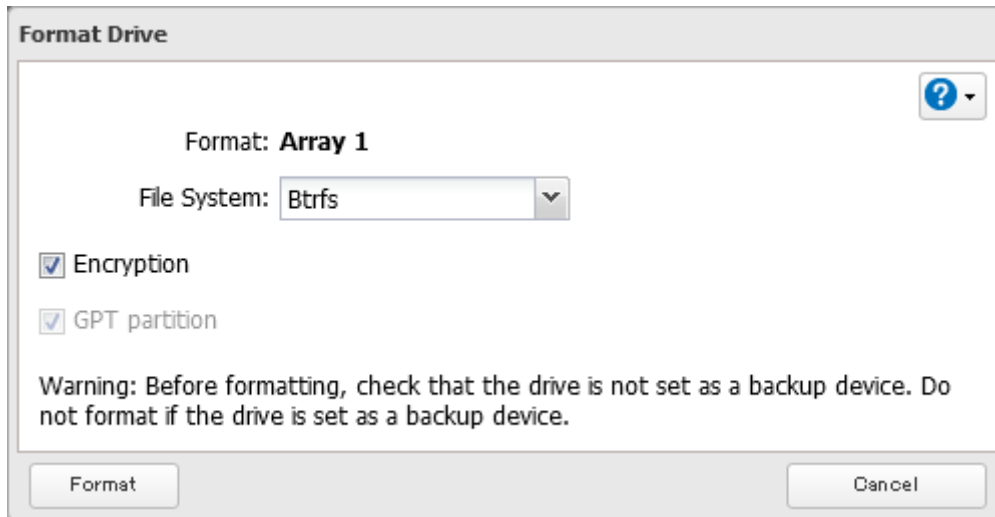 Format Drive
?
Format: Array 1
File System: Btrfs
Encryption
GPT partition
Warning: Before formatting, check that the drive is not set as a backup device. Do
not format if the drive is set as a backup device.
Format Cancel